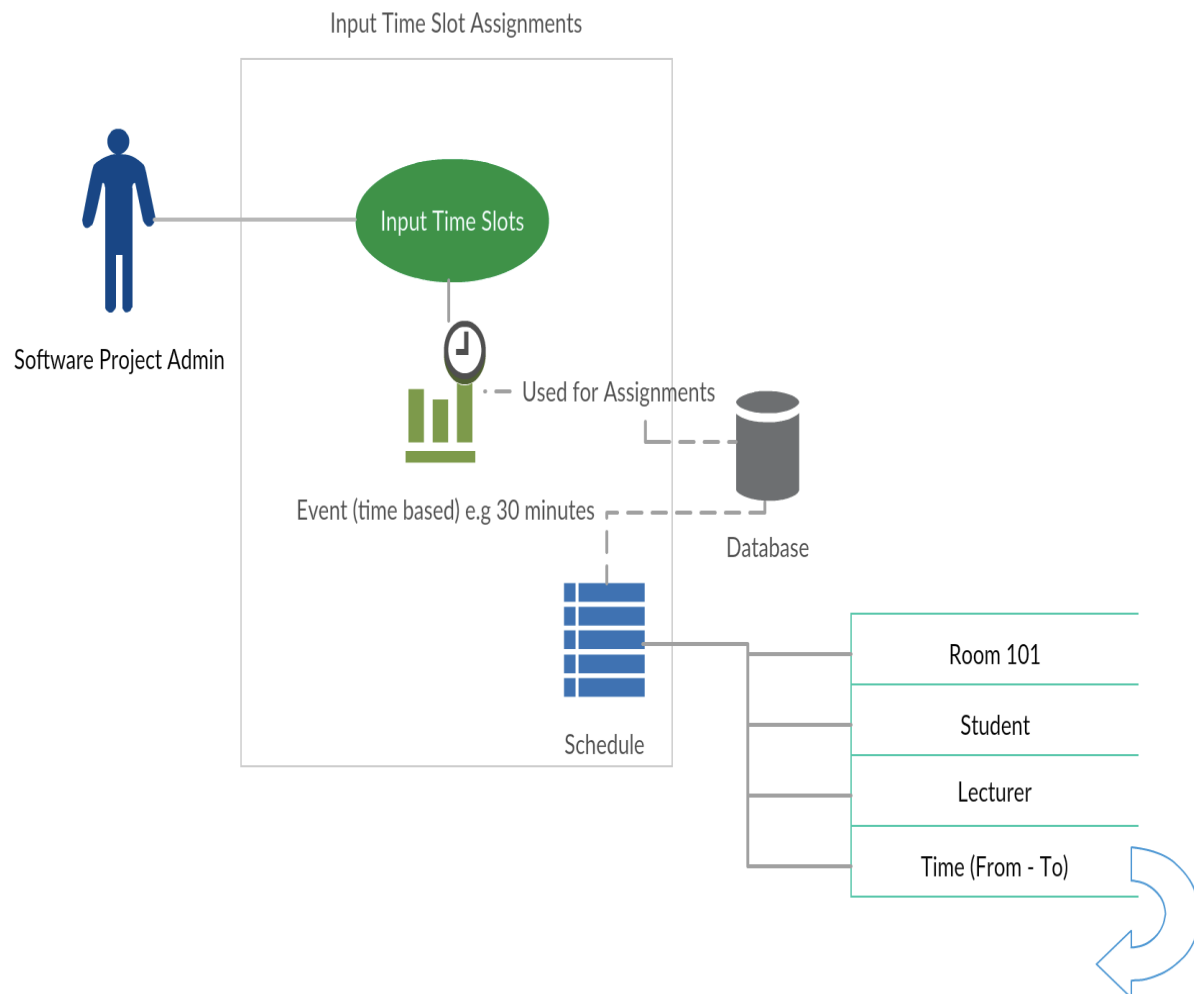 Input Time Slot Assignments
Input Time Slots
Software Project Admin
Used for Assignments
Event (time based) e.g 30 minutes
Database
Schedule
Room 101
Student
Lecturer
Time (From - To)